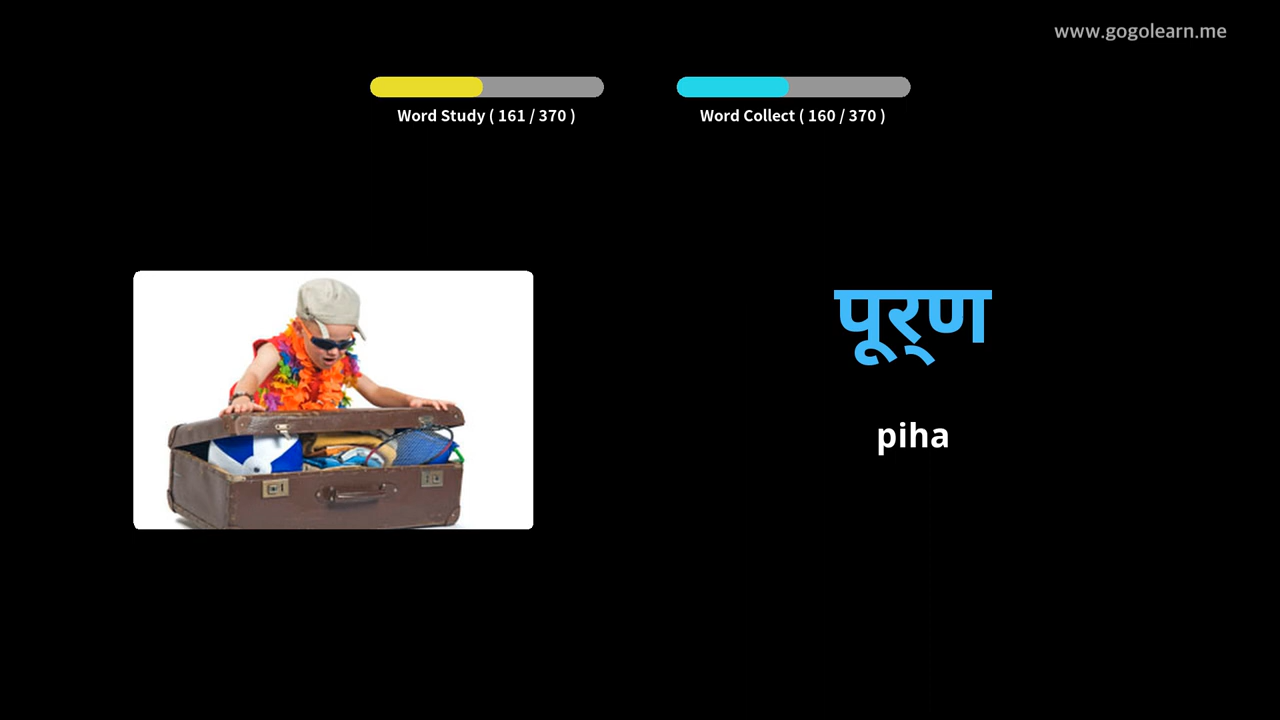 www.gogolearn.me
Word Study ( 161 / 370 )
Word Collect ( 160 / 370 )
पूर्‌ण
piha